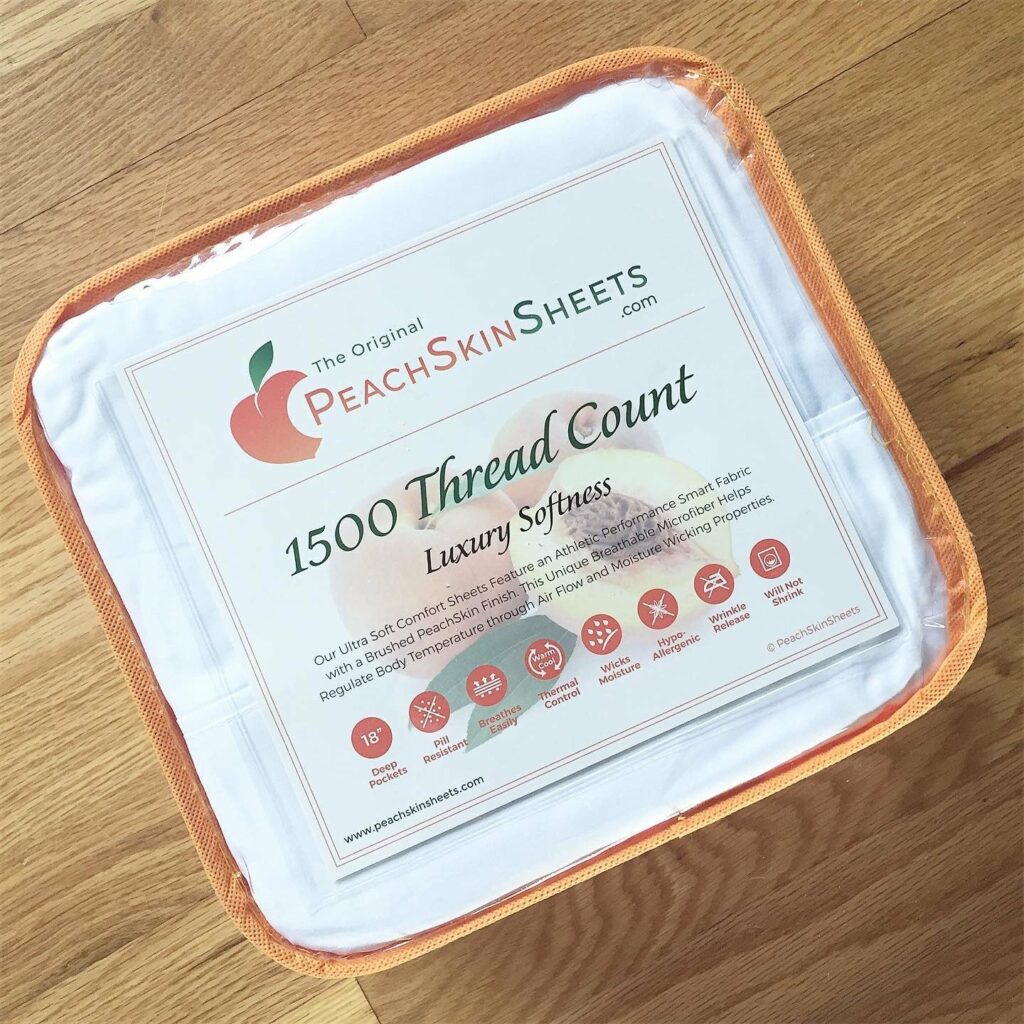 The Original
PEACHSKINSHEETS
.com
1500 Thread Count
Luxury Softness
Our Ultra Soft Comfort Sheets Feature an Athletic Performance Smart Fabric
with a Brushed PeachSkin Finish. This Unique Breathable Microfiber Helps
Regulate Body Temperature through Air Flow and Moisture Wicking Properties.
18"
Deep
Pockets
Pill
Resistant
Breathes
Easily
Warm
Cool
Thermal
Control
Wicks
Moisture
Hypo-
Allergenic
Wrinkle
Release
Will Not
Shrink
www.peachskinsheets.com
© PeachSkinSheets